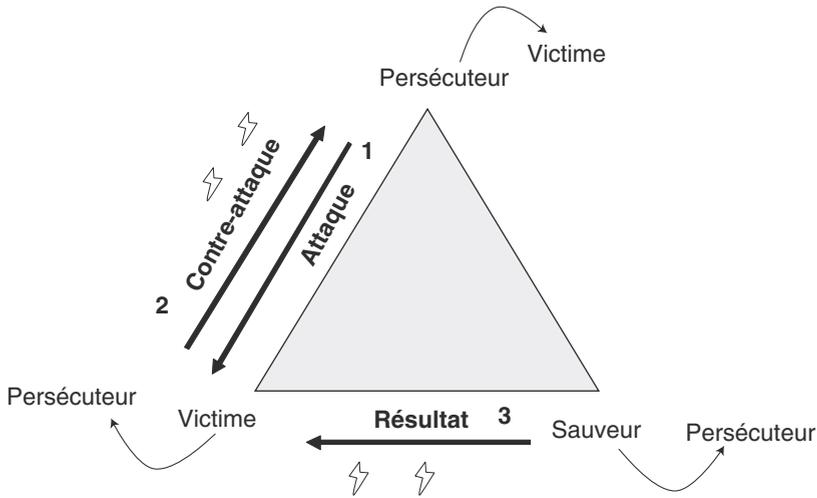 Victime
Persécuteur
1
Attaque
Contre-attaque
2
Persécuteur
Victime
Résultat 3
Sauveur
Persécuteur